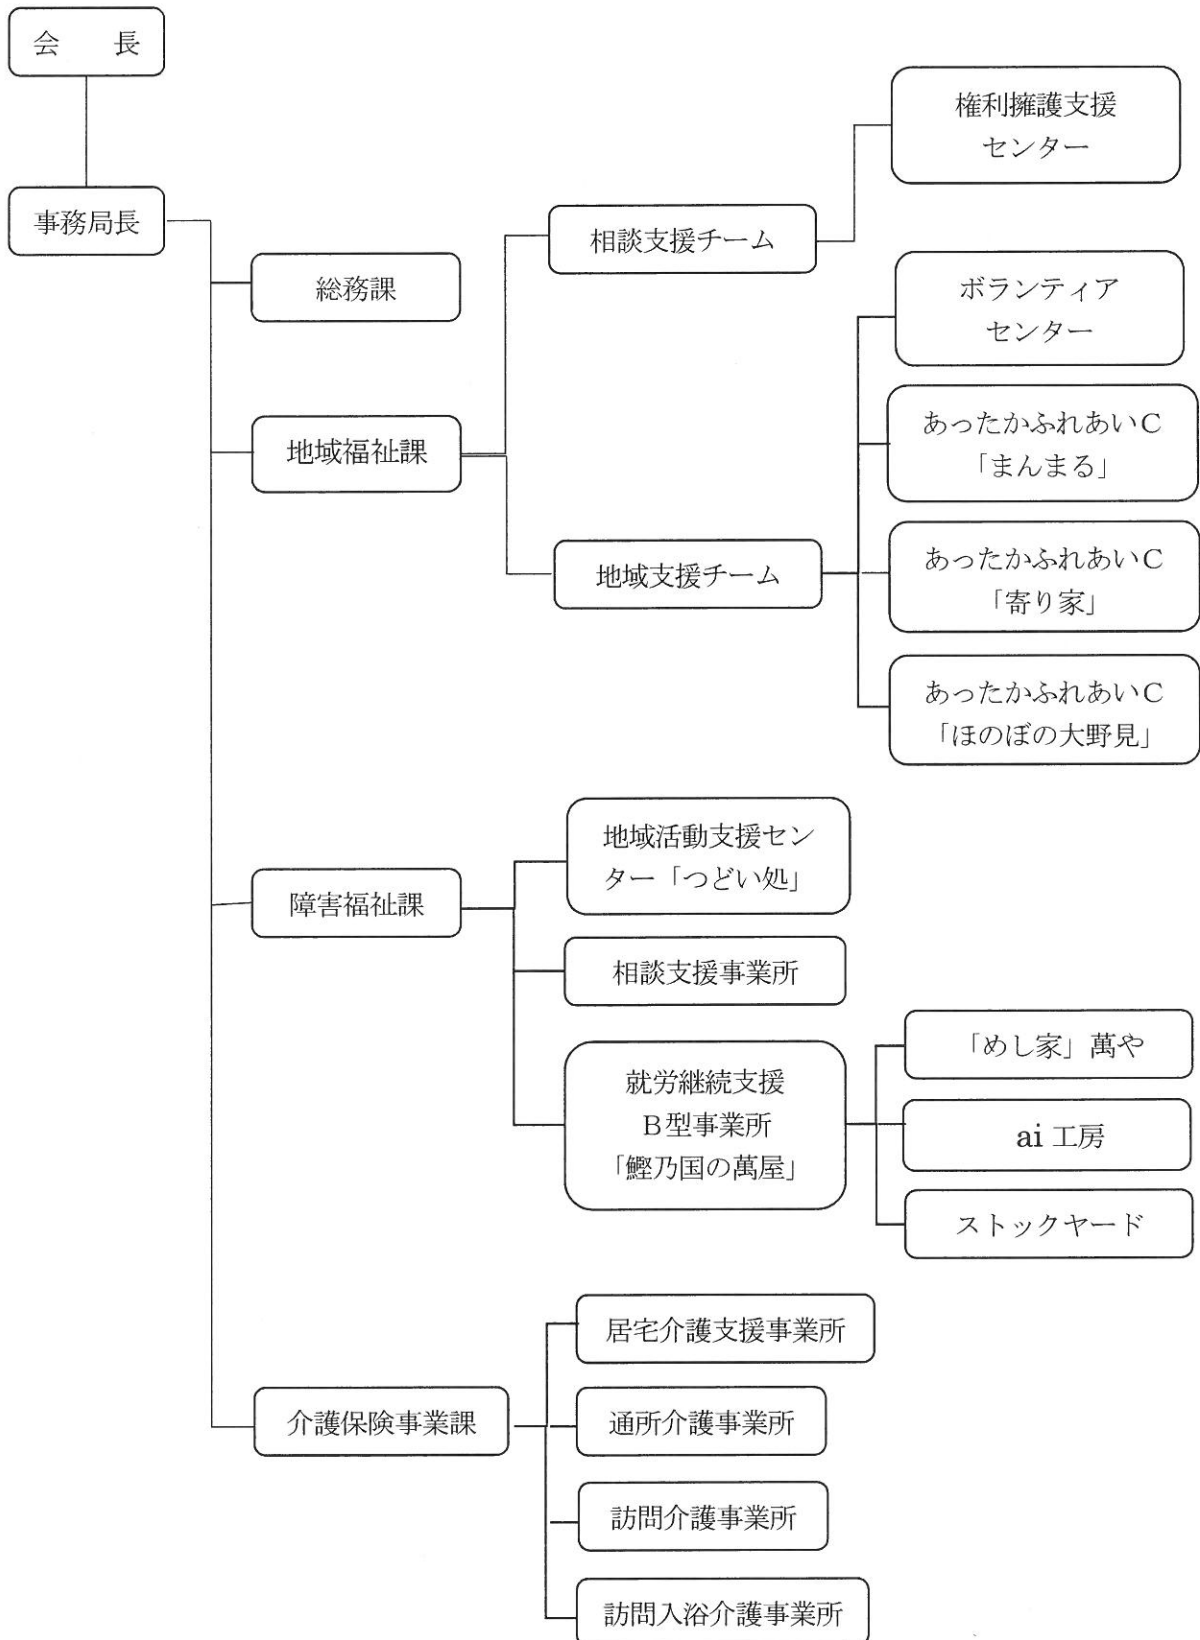 会　　長
事務局長
総務課
地域福祉課
相談支援チーム
権利擁護支援
センター
地域支援チーム
ボランティア
センター
あったかふれあいC
「まんまる」
あったかふれあいC
「寄り家」
あったかふれあいC
「ほのぼの大野見」
障害福祉課
地域活動支援セン
ター「つどい処」
相談支援事業所
就労継続支援
B型事業所
「鰹乃国の萬屋」
「めし家」萬や
ai 工房
ストックヤード
介護保険事業課
居宅介護支援事業所
通所介護事業所
訪問介護事業所
訪問入浴介護事業所